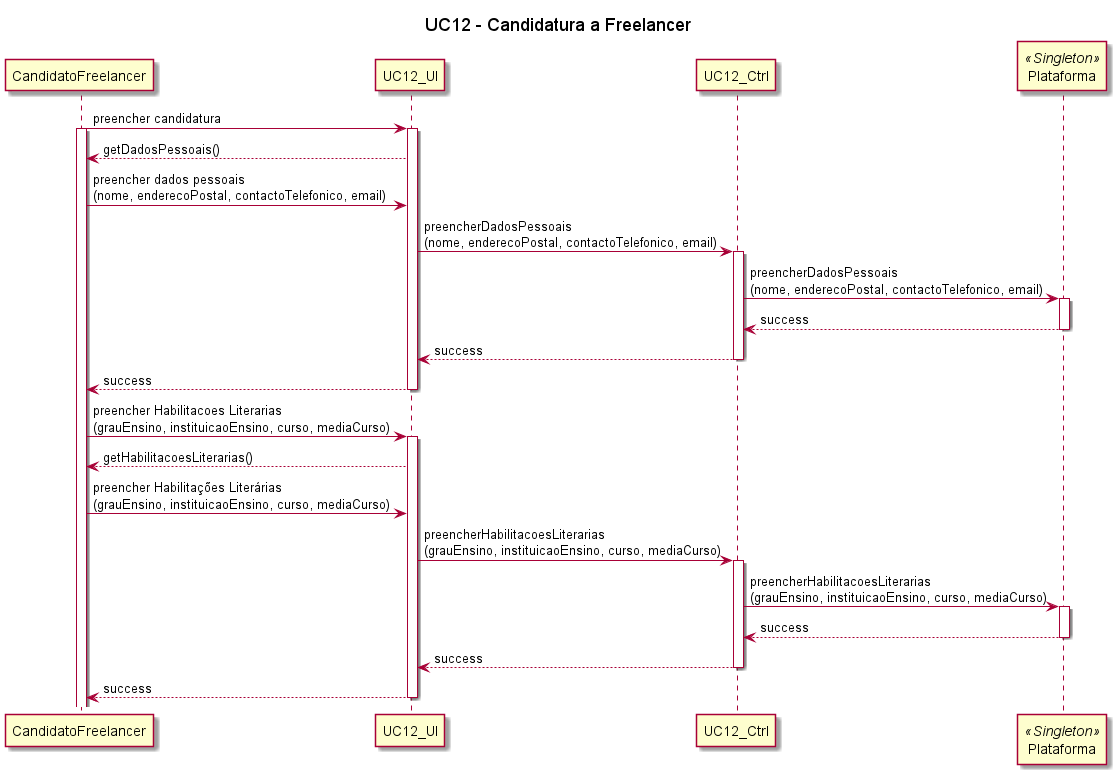 UC12 - Candidatura a Freelancer
CandidatoFreelancer
UC12_UI
UC12_Ctrl
«Singleton»
Plataforma
preencher candidatura
getDadosPessoais()
preencher dados pessoais
(nome, enderecoPostal, contactoTelefonico, email)
preencherDadosPessoais
(nome, enderecoPostal, contactoTelefonico, email)
preencherDadosPessoais
(nome, enderecoPostal, contactoTelefonico, email)
success
success
success
preencher Habilitacoes Literarias
(grauEnsino, instituicaoEnsino, curso, mediaCurso)
getHabilitacoesLiterarias()
preencher Habilitações Literárias
(grauEnsino, instituicaoEnsino, curso, mediaCurso)
preencherHabilitacoesLiterarias
(grauEnsino, instituicaoEnsino, curso, mediaCurso)
preencherHabilitacoesLiterarias
(grauEnsino, instituicaoEnsino, curso, mediaCurso)
success
success
success
CandidatoFreelancer
UC12_UI
UC12_Ctrl
«Singleton»
Plataforma